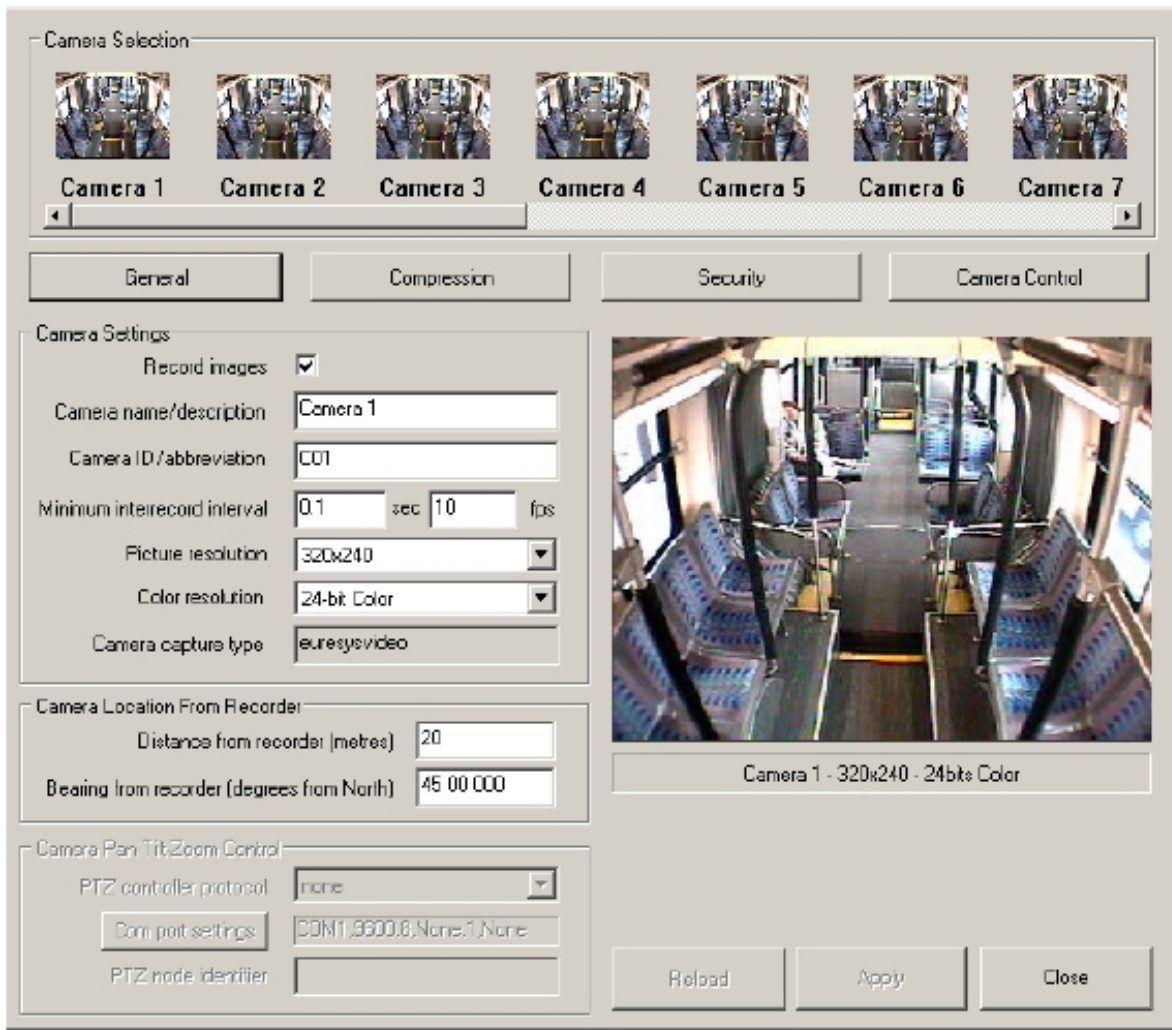 Camera Selection
Camera 1 Camera 2 Camera 3 Camera 4 Camera 5 Camera 6 Camera 7
General Compression Security Camera Control
Camera Settings
Record images
Camera name/description Camera 1
Camera ID/abbreviation C01
Minimum interrecord interval 0.1 sec 10 fps
Picture resolution 320x240
Color resolution 24-bit Color
Camera capture type euresysvideo
Camera Location From Recorder
Distance from recorder (metres) 20
Bearing from recorder (degrees from North) 45 00 000
Camera 1 - 320x240 - 24bits Color
Camera Pan Tilt Zoom Control
PTZ controller protocol none
Com port settings COM1,9600,8,None,1,None
PTZ node identifier
Reload Apply Close